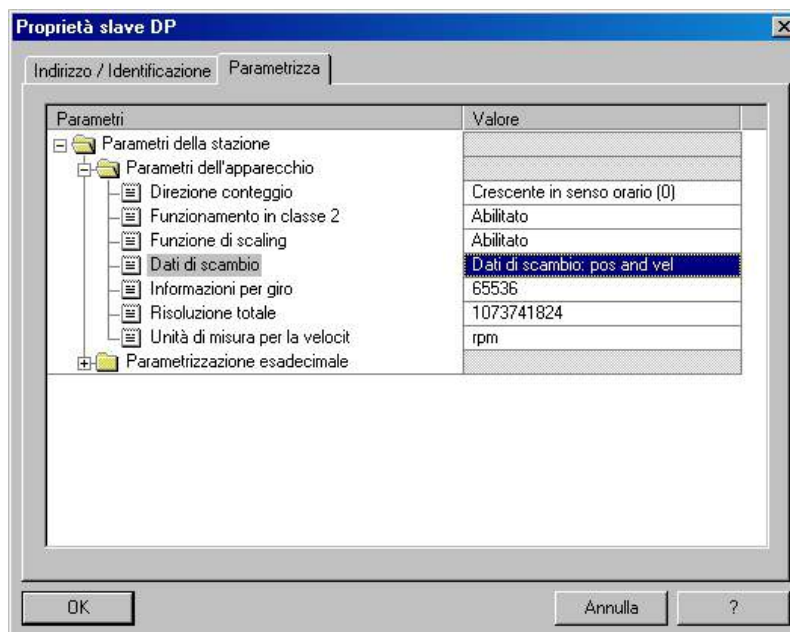 Proprietà slave DP
Indirizzo / Identificazione Parametrizza
Parametri Valore
Parametri della stazione
Parametri dell'apparecchio
Direzione conteggio Crescente in senso orario (0)
Funzionamento in classe 2 Abilitato
Funzione di scaling Abilitato
Dati di scambio Dati di scambio: pos and vel
Informazioni per giro 65536
Risoluzione totale 1073741824
Unità di misura per la velocit rpm
Parametrizzazione esadecimale
OK Annulla ?